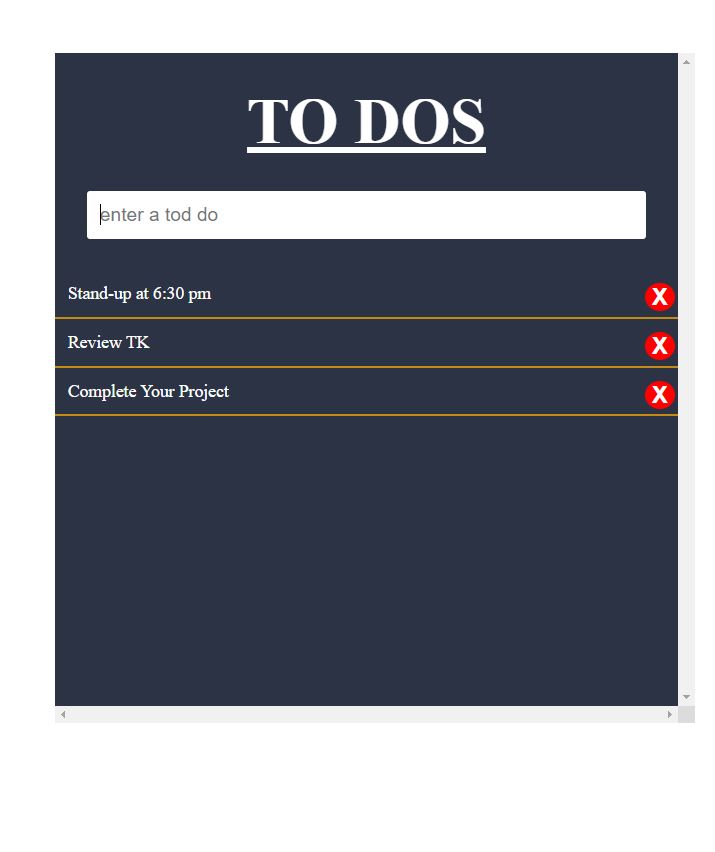 TO DOS
enter a tod do
Stand-up at 6:30 pm X
Review TK X
Complete Your Project X